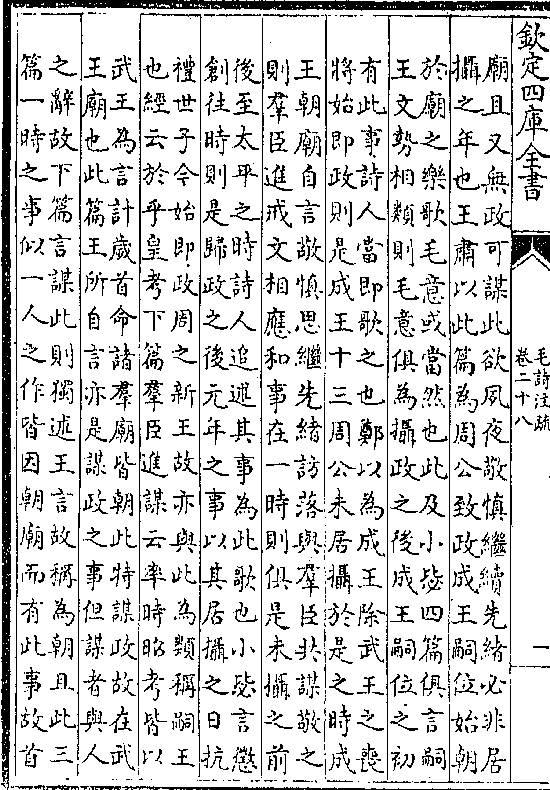 欽定四庫全書
毛詩注疏
卷二十八
一
廟且又無政可謀此欲夙夜敬慎繼續先緒必非居
攝之年也王肅以此篇為周公致政成王嗣位始朝
於廟之樂歌毛意或當然也此及小毖四篇俱言嗣
王文勢相類則毛意俱為攝政之後成王嗣位之初
有此事詩人當即歌之也鄭以為成王除武王之喪
將始即政則是成王十三周公未居攝於是之時成
王朝廟自言敬慎思繼先緒訪落與羣臣共謀敬之
則羣臣進戒文相應和事在一時則俱是未攝之前
後至太平之時詩人追述其事為此歌也小毖言懲
創往時則是歸政之後元年之事以其居攝之日抗
禮世子今始即政周之新王故亦與此為類稱嗣王
也經云於乎皇考下篇羣臣進謀云率時昭考皆以
武王為言計歲首命諸羣廟皆朝此特謀政故在武
王廟也此篇王所自言亦是謀政之事但謀者與人
之辭故下篇言謀此則獨述王言故稱為朝且此三
篇一時之事似一人之作皆因朝廟而有此事故首